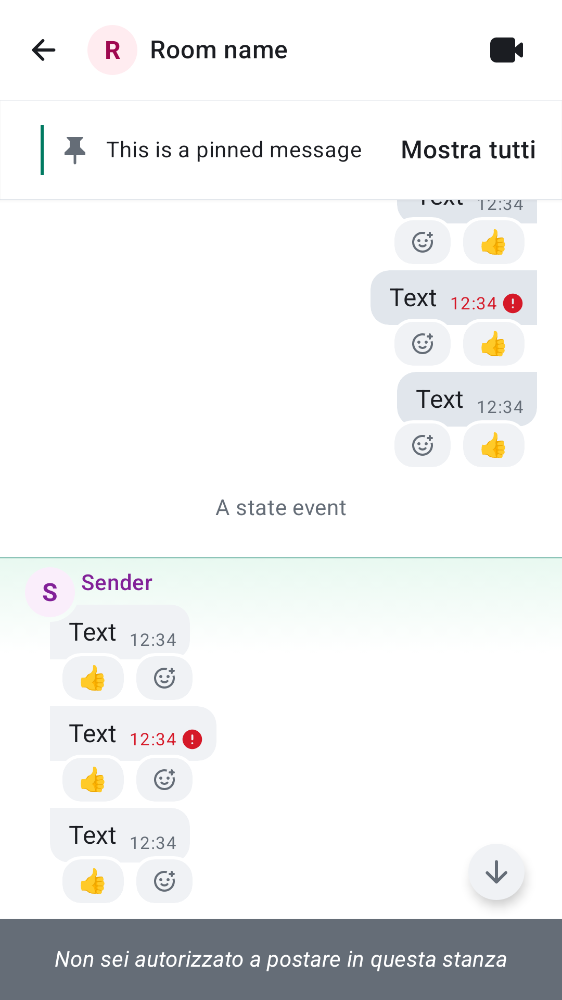 R Room name
This is a pinned message Mostra tutti
Text 12:34
👍
Text 12:34
👍
Text 12:34
👍
A state event
S Sender
Text 12:34
👍
Text 12:34
👍
Text 12:34
👍
Non sei autorizzato a postare in questa stanza